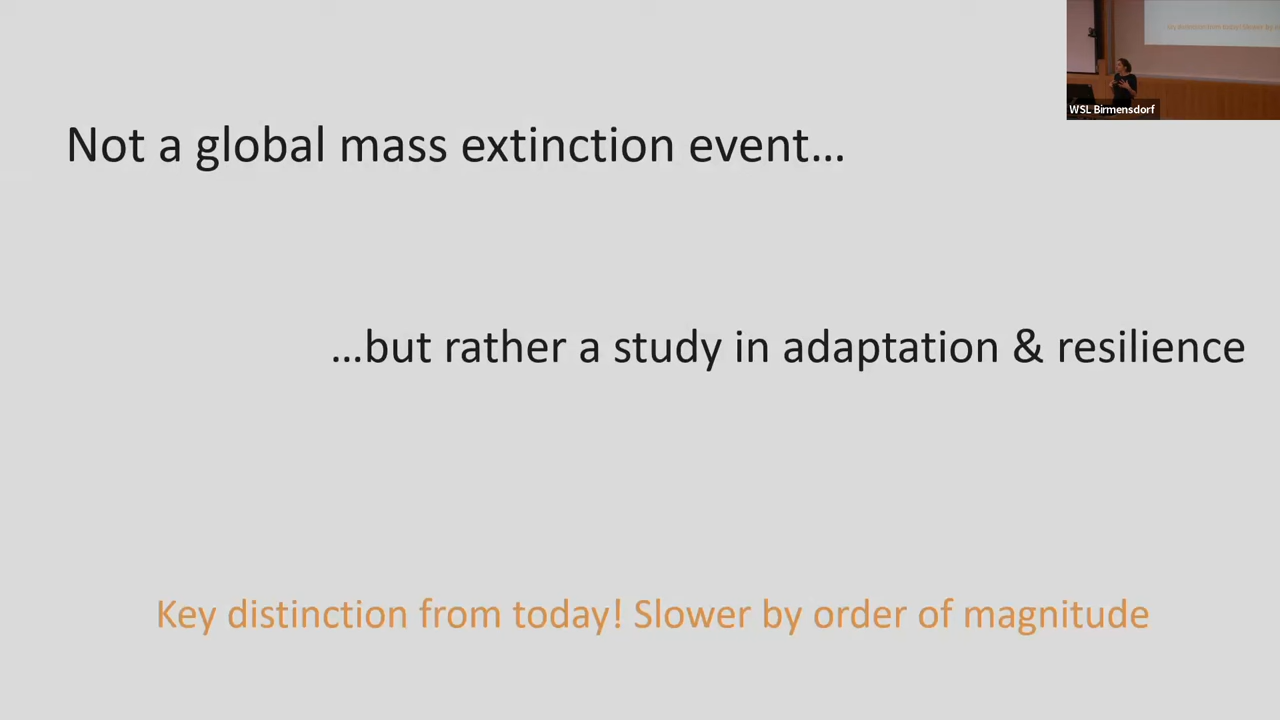 Not a global mass extinction event…
…but rather a study in adaptation & resilience
Key distinction from today! Slower by order of magnitude
WSL Birmensdorf